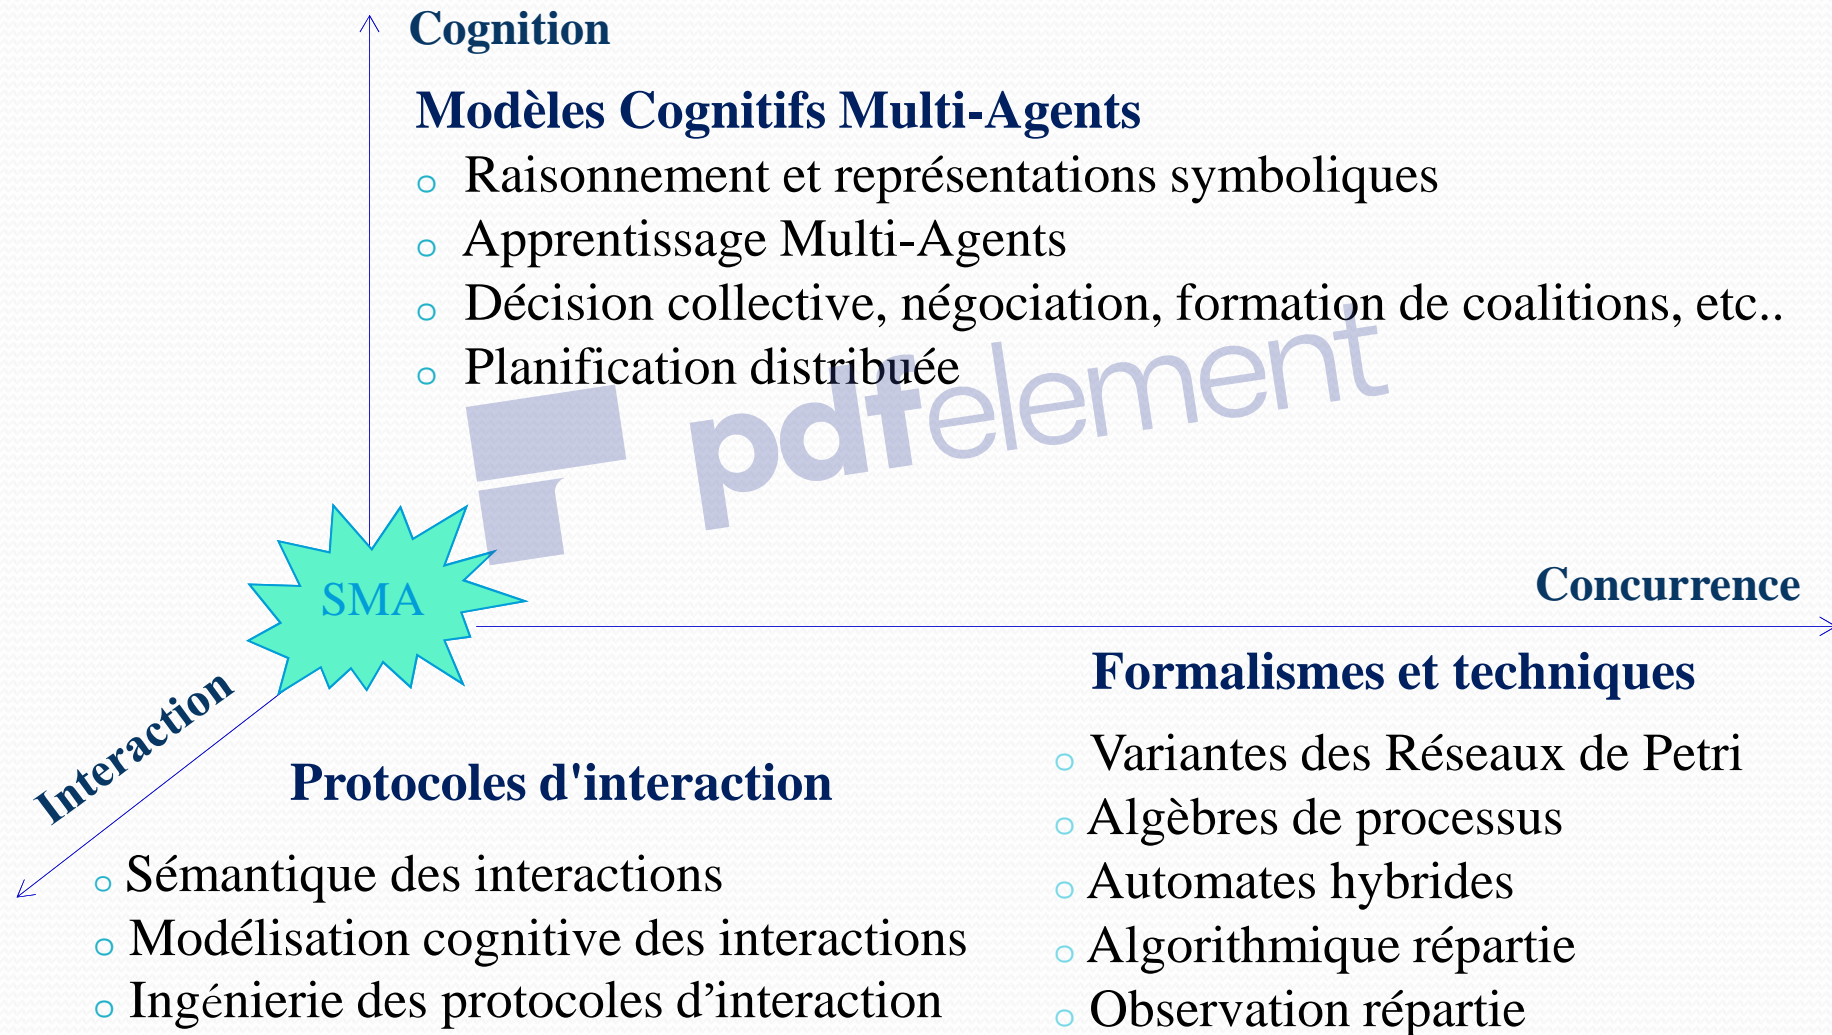 Cognition
Modèles Cognitifs Multi-Agents
Raisonnement et représentations symboliques
Apprentissage Multi-Agents
Décision collective, négociation, formation de coalitions, etc..
Planification distribuée
pdfelement
SMA
Concurrence
Formalismes et techniques
Variantes des Réseaux de Petri
Algèbres de processus
Automates hybrides
Algorithmique répartie
Observation répartie
Interaction
Protocoles d'interaction
Sémantique des interactions
Modélisation cognitive des interactions
Ingénierie des protocoles d’interaction